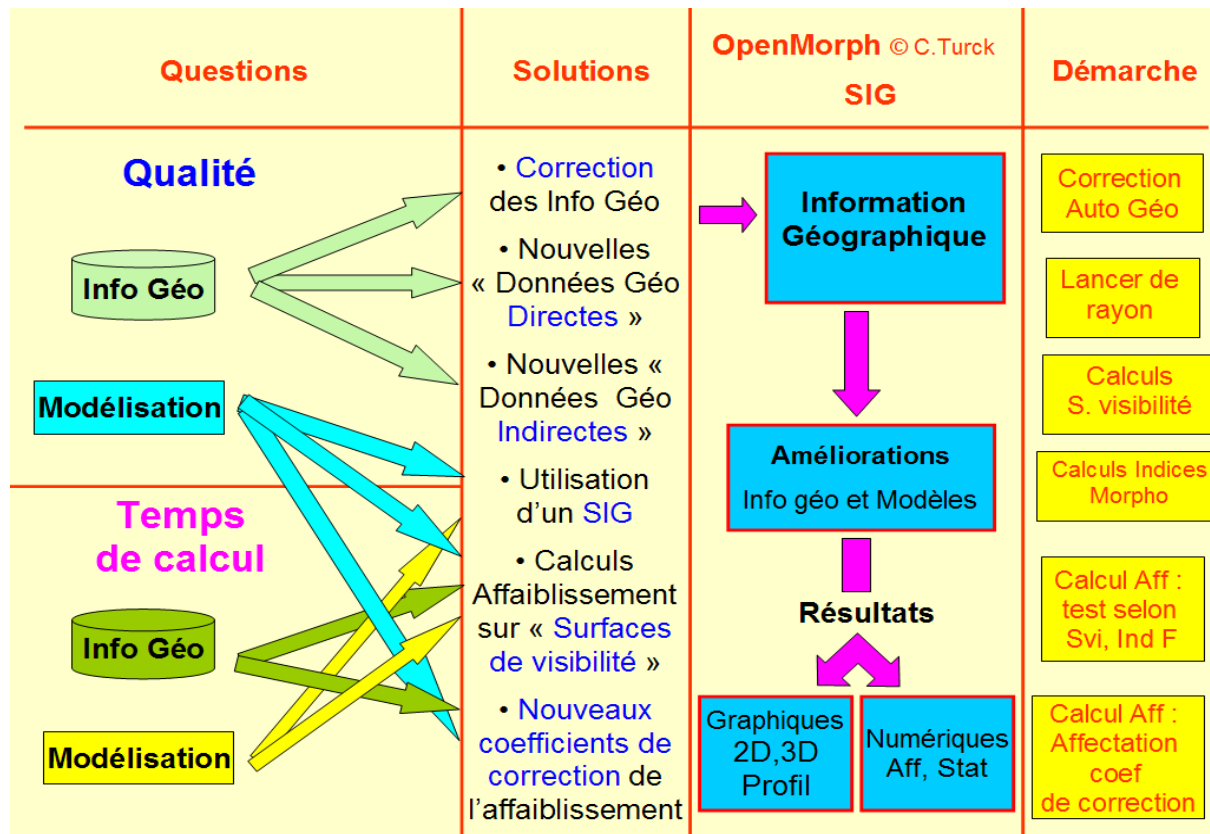 Questions
Solutions
OpenMorph © C.Turck
SIG
Démarche
Qualité
Info Géo
Modélisation
Temps
de calcul
Info Géo
Modélisation
• Correction
des Info Géo
• Nouvelles
« Données Géo
Directes »
• Nouvelles «
Données Géo
Indirectes »
• Utilisation
d’un SIG
• Calculs
Affaiblissement
sur « Surfaces
de visibilité »
• Nouveaux
coefficients de
correction de
l’affaiblissement
Information
Géographique
Améliorations
Info géo et Modèles
Résultats
Graphiques
2D,3D
Profil
Numériques
Aff, Stat
Correction
Auto Géo
Lancer de
rayon
Calculs
S. visibilité
Calculs Indices
Morpho
Calcul Aff :
test selon
Svi, Ind F
Calcul Aff :
Affectation
coef
de correction